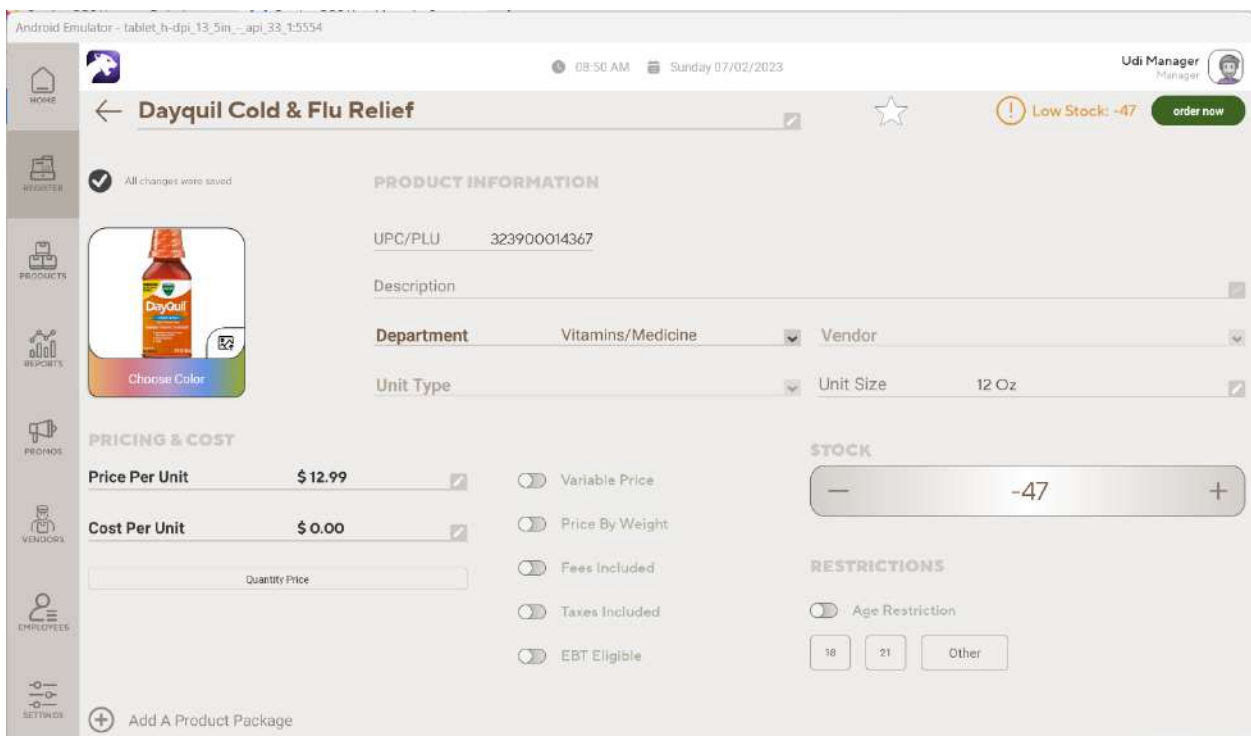 Android Emulator - tablet_h-dpi_13_5in_-_api_33_1:5554
08:50 AM Sunday 07/02/2023
Udi Manager
Manager
HOME
Dayquil Cold & Flu Relief
Low Stock: -47
order now
REGISTER
All changes were saved
PRODUCT INFORMATION
UPC/PLU 323900014367
PRODUCTS
Description
DayQuil
Department Vitamins/Medicine
Vendor
REPORTS
Choose Color
Unit Type
Unit Size 12 Oz
PROMOS
PRICING & COST
STOCK
Price Per Unit $ 12.99
Variable Price
-47
VENDORS
Cost Per Unit $ 0.00
Price By Weight
Quantity Price
Fees Included
RESTRICTIONS
EMPLOYEES
Taxes Included
Age Restriction
EBT Eligible
18 21 Other
SETTINGS
Add A Product Package